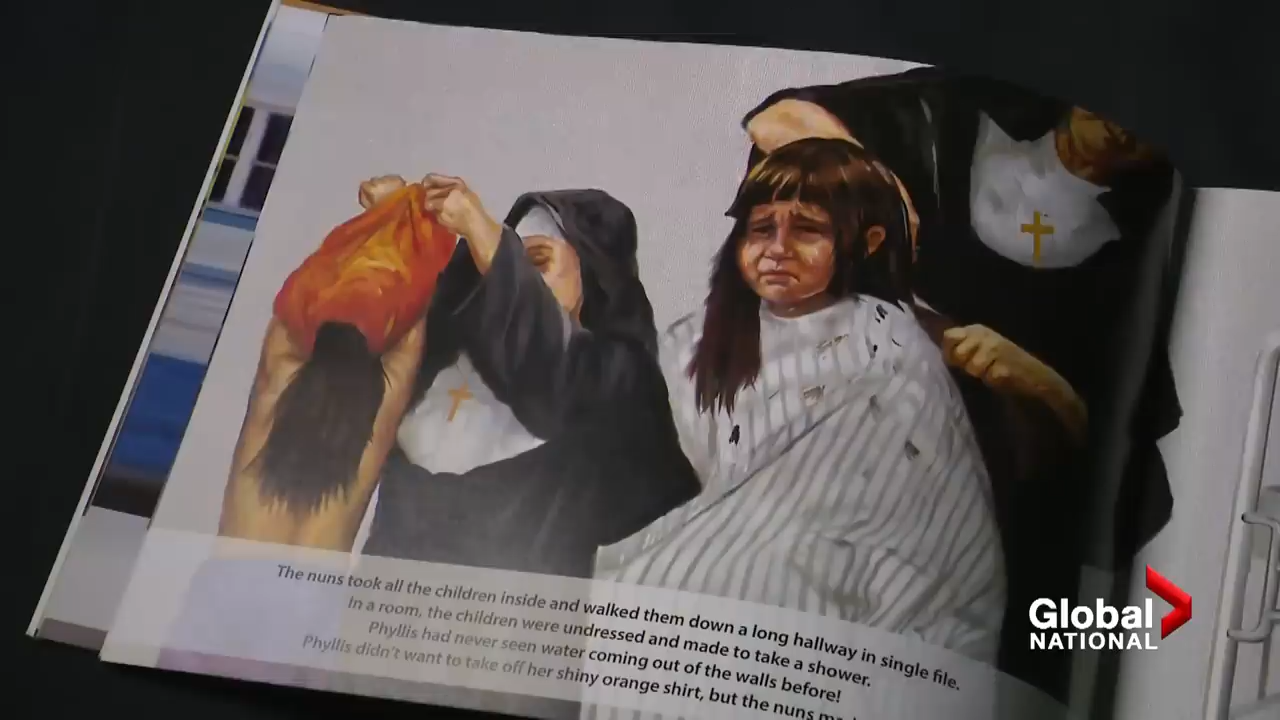 The nuns took all the children inside and walked them down a long hallway in single file.
In a room, the children were undressed and made to take a shower.
Phyllis had never seen water coming out of the walls before!
Phyllis didn't want to take off her shiny orange shirt, but the nuns
Global
NATIONAL